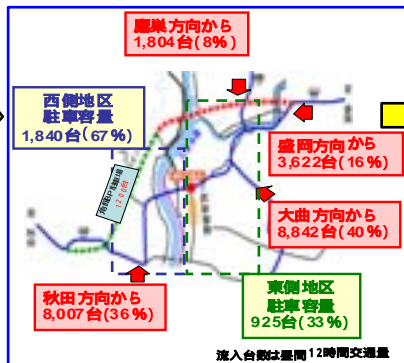 鷹巣方向から
1,804台(8%)
西側地区
駐車容量
1,840台(67%)
盛岡方向から
3,622台(16%)
大曲方向から
8,842台(40%)
秋田方向から
8,007台(36%)
東側地区
駐車容量
925台(33%)
流入台数は昼間12時間交通量